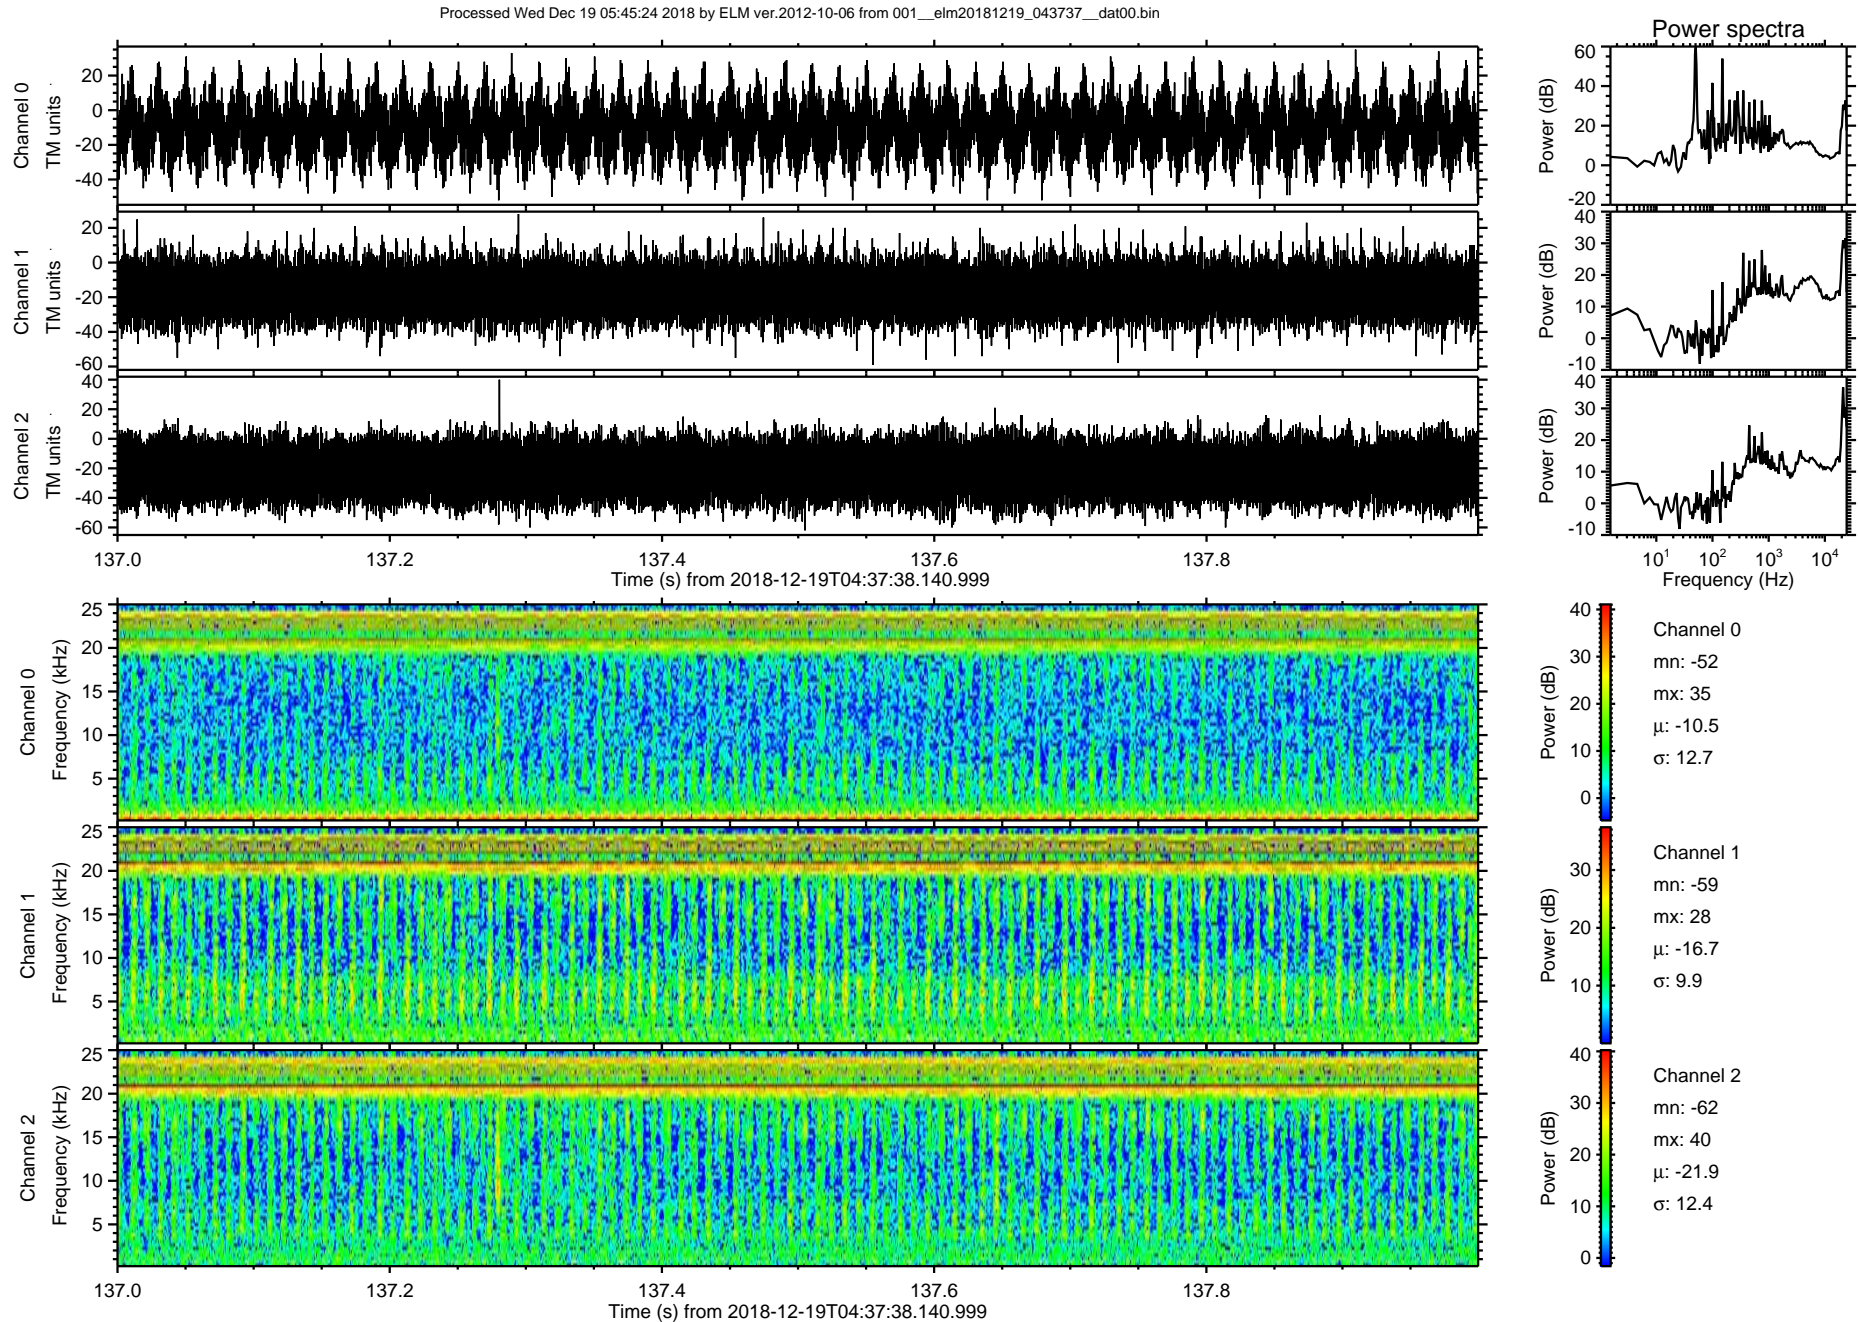 Processed Wed Dec 19 05:45:24 2018 by ELM ver.2012-10-06 from 001__elm20181219_043737__dat00.bin
Power spectra
Channel 0
TM units
20
0
-20
-40
Power (dB)
60
40
20
0
-20
Channel 1
TM units
20
0
-20
-40
-60
Power (dB)
40
30
20
10
0
-10
Channel 2
TM units
40
20
0
-20
-40
-60
Power (dB)
40
30
20
10
0
-10
137.0 137.2 137.4 137.6 137.8
Time (s) from 2018-12-19T04:37:38.140.999
10¹ 10² 10³ 10⁴
Frequency (Hz)
Channel 0
Frequency (kHz)
25
20
15
10
5
Power (dB)
40
30
20
10
0
Channel 0
mn: -52
mx: 35
μ: -10.5
σ: 12.7
Channel 1
Frequency (kHz)
25
20
15
10
5
Power (dB)
30
20
10
Channel 1
mn: -59
mx: 28
μ: -16.7
σ: 9.9
Channel 2
Frequency (kHz)
25
20
15
10
5
Power (dB)
40
30
20
10
0
Channel 2
mn: -62
mx: 40
μ: -21.9
σ: 12.4
137.0 137.2 137.4 137.6 137.8
Time (s) from 2018-12-19T04:37:38.140.999